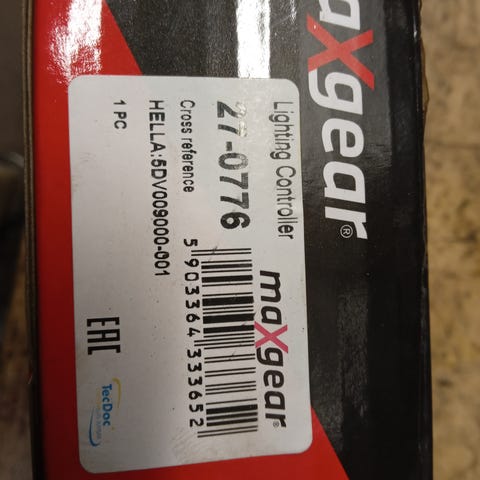 maXgear®
Lighting Controller
27-0776
maXgear®
Cross reference
HELLA:5DV009000-001
5 903364 333652
1 PC
EAC
TecDoc